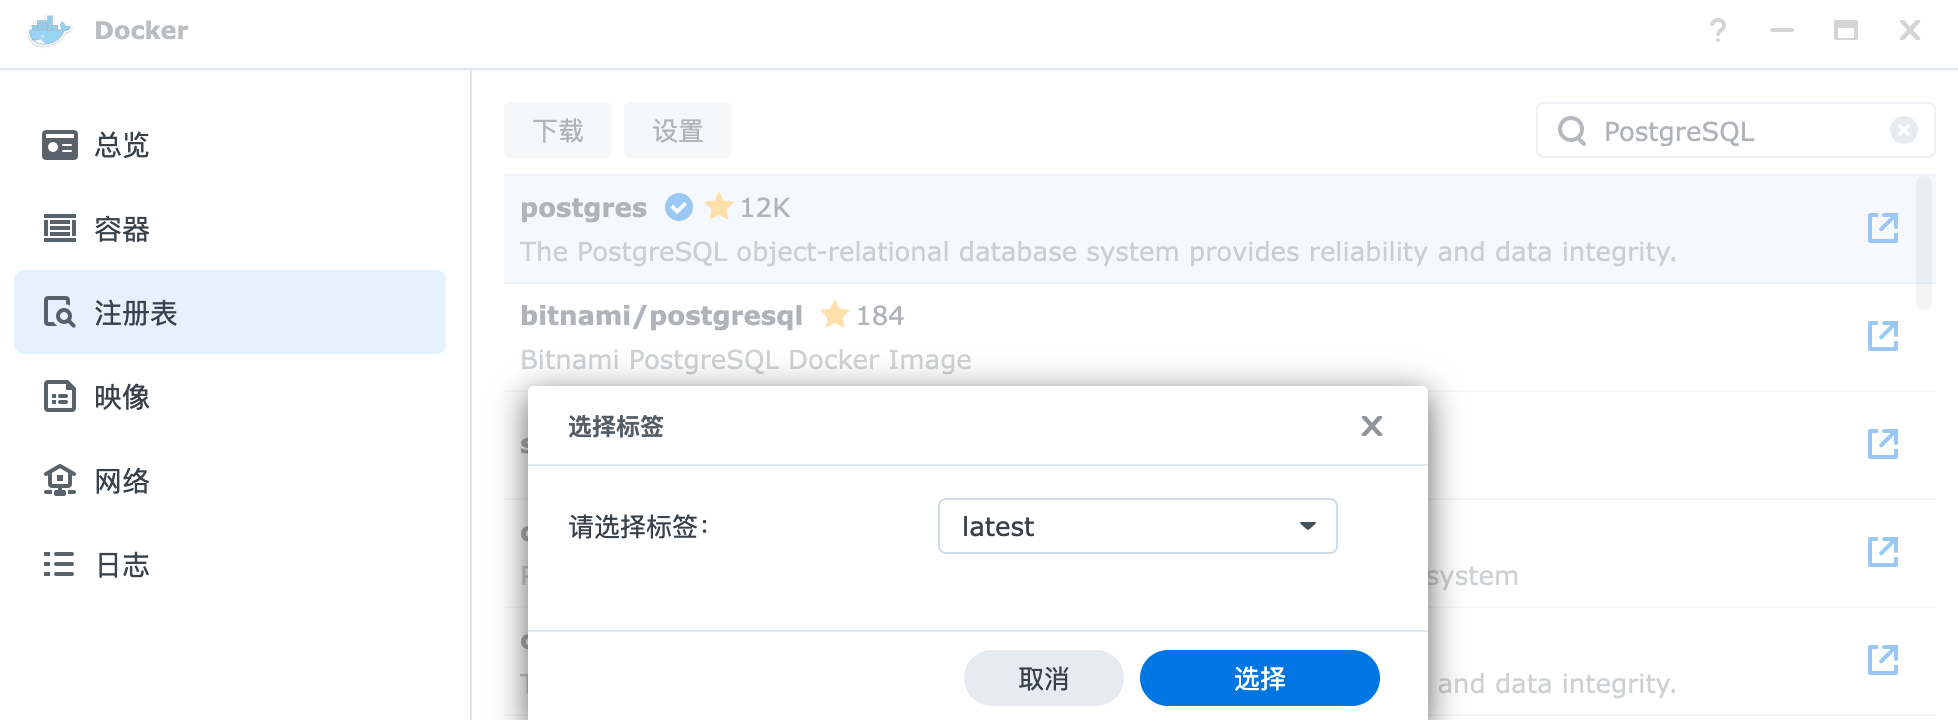 Docker
总览
容器
注册表
映像
网络
日志
下载 设置
PostgreSQL
postgres 12K
The PostgreSQL object-relational database system provides reliability and data integrity.
bitnami/postgresql 184
Bitnami PostgreSQL Docker Image
选择标签
请选择标签:
latest
system
取消 选择
and data integrity.